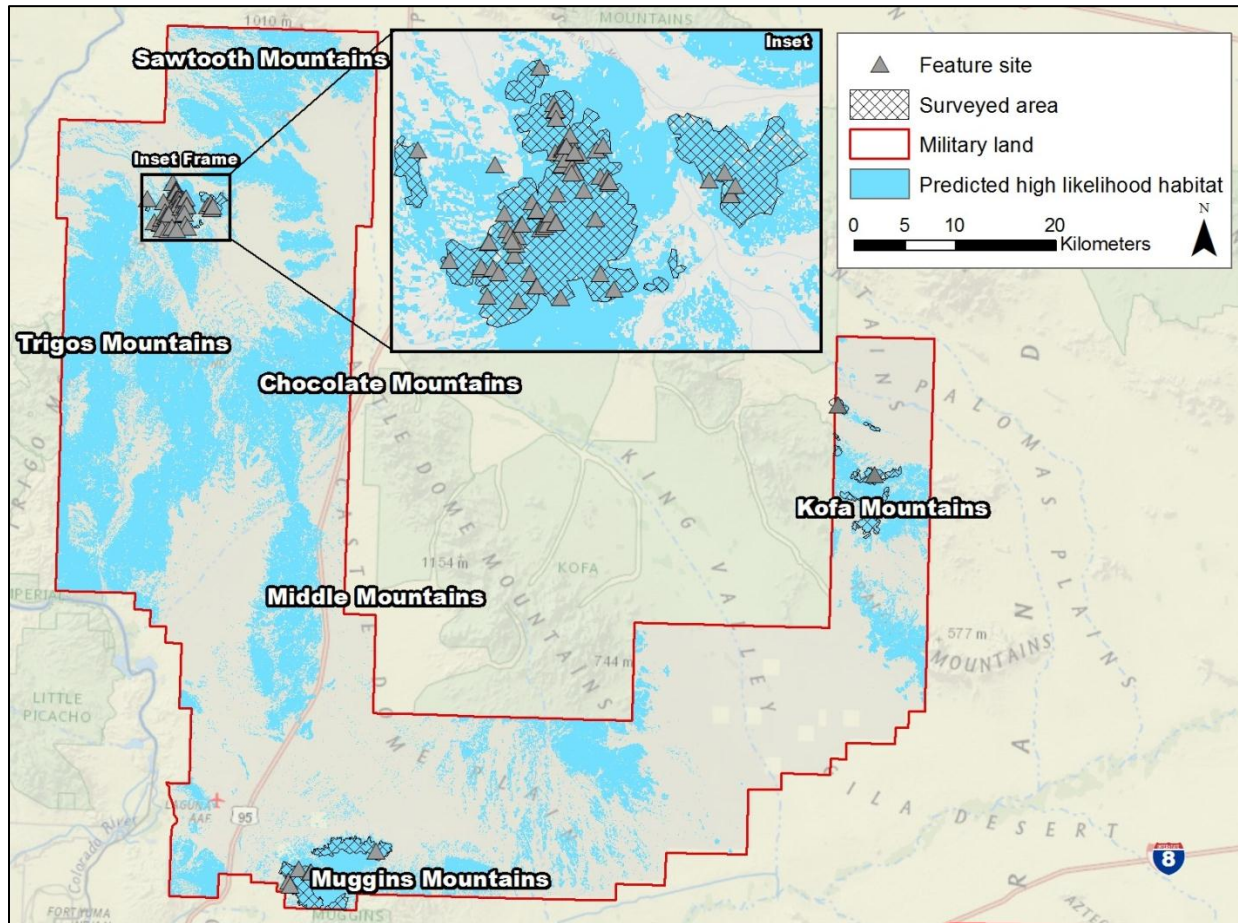 1010 m
MOUNTAINS
Sawtooth Mountains
Inset
Inset Frame
Feature site
Surveyed area
Military land
Predicted high likelihood habitat
N
0 5 10 20
Kilometers
Trigos Mountains
Chocolate Mountains
Kofa Mountains
Middle Mountains
Muggins Mountains
CASTLE DOME MOUNTAINS
1154 m
KOFA
KING VALLEY
744 m
PALOMAS PLAINS
577 m
MOUNTAINS
IMPERIAL
LITTLE
PICACHO
CASTLE DOME PLAIN
LAGUNA
AAF
95
Colorado River
DESERT
8
FORT YUMA
INDIAN
MUGGINS
AZTEC